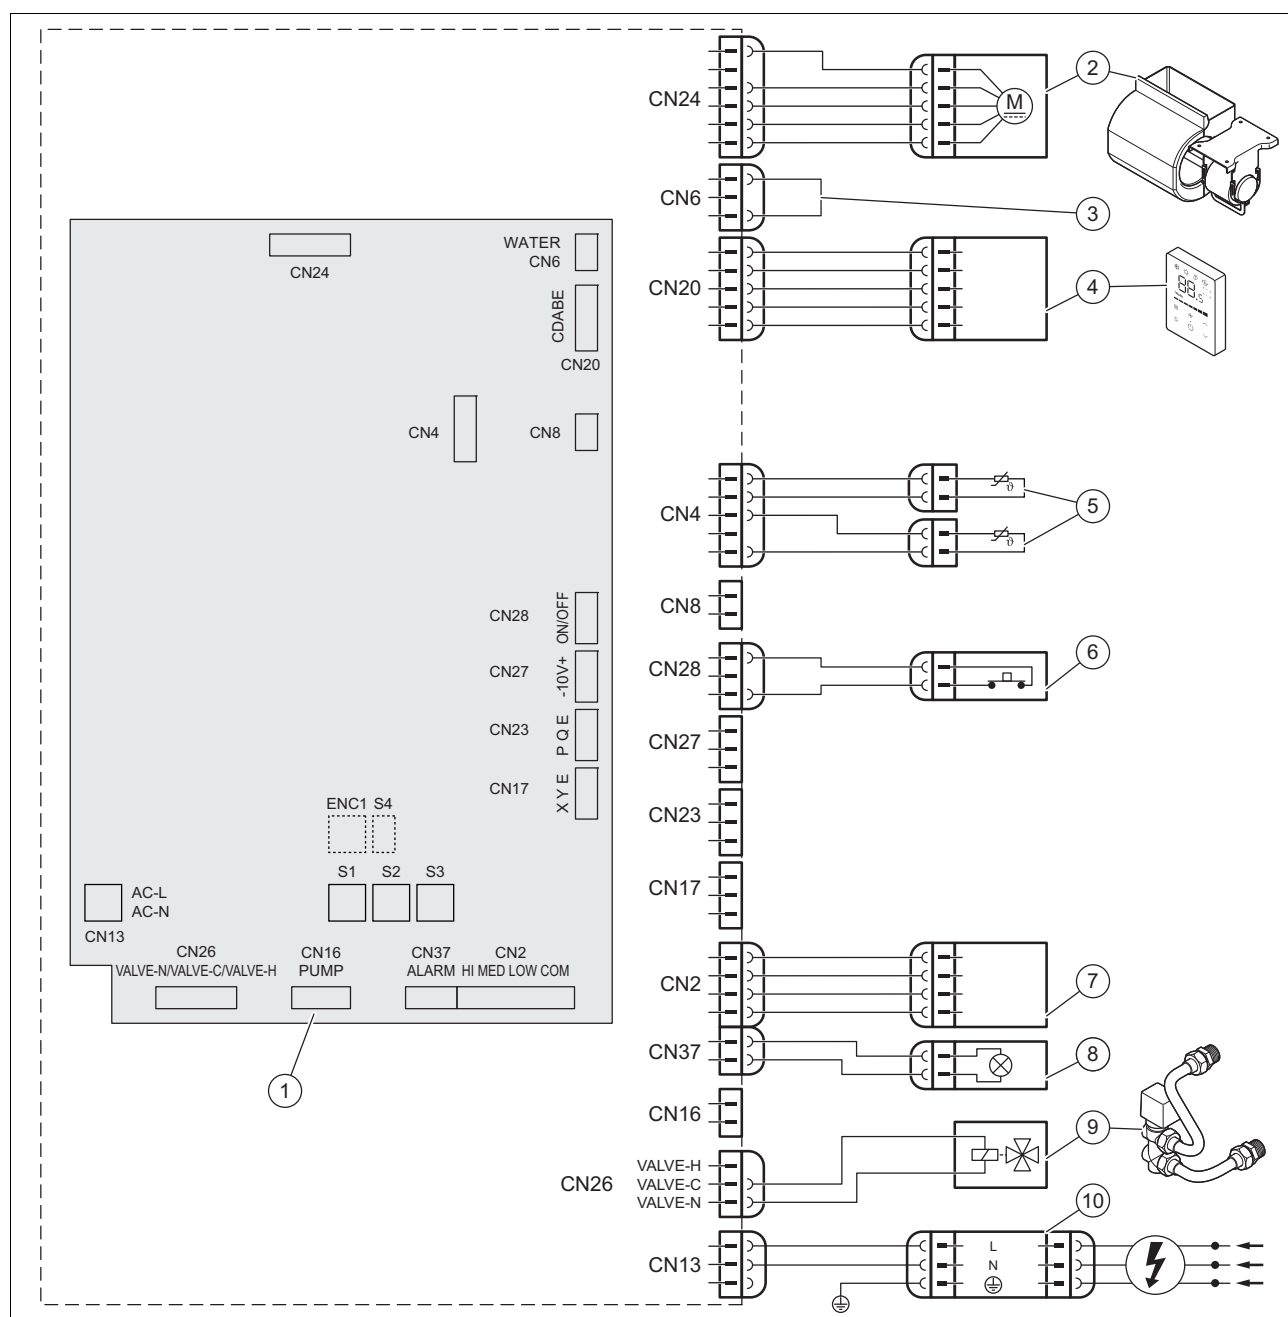 CN24
M
2
CN6
3
CN20
4
88.5
WATER
CN6
CN24
CDABE
CN20
CN4
CN8
CN4
ϑ
ϑ
5
CN8
CN28
ON/OFF
CN28
6
CN27
-10V+
CN27
CN23
P Q E
CN23
CN17
X Y E
CN17
ENC1 S4
S1 S2 S3
AC-L
AC-N
CN13
CN26
VALVE-N/VALVE-C/VALVE-H
CN16
PUMP
CN37
ALARM
CN2
HI MED LOW COM
CN2
7
CN37
8
1
CN16
9
CN26
VALVE-H
VALVE-C
VALVE-N
10
CN13
L
N